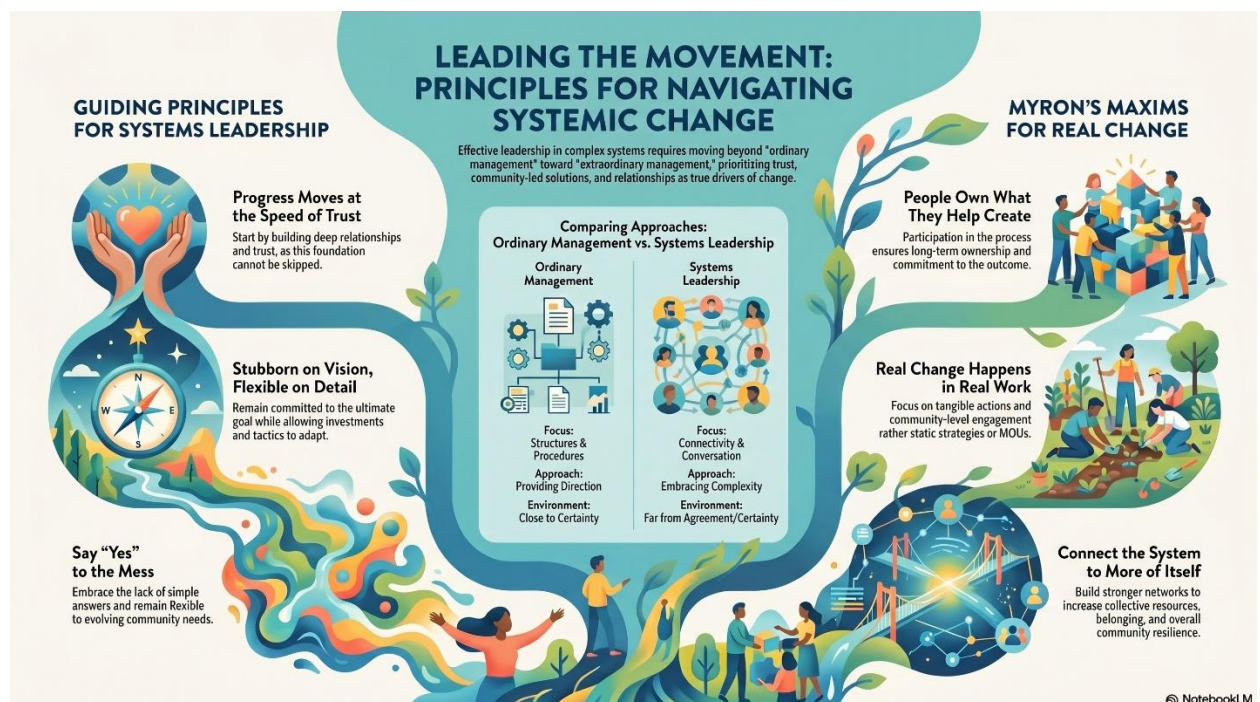 LEADING THE MOVEMENT:
PRINCIPLES FOR NAVIGATING
SYSTEMIC CHANGE
Effective leadership in complex systems requires moving beyond "ordinary
management" toward "extraordinary management," prioritizing trust,
community-led solutions, and relationships as true drivers of change.
GUIDING PRINCIPLES
FOR SYSTEMS LEADERSHIP
Progress Moves at
the Speed of Trust
Start by building deep relationships
and trust, as this foundation
cannot be skipped.
N
W
E
S
Stubborn on Vision,
Flexible on Detail
Remain committed to the ultimate
goal while allowing investments
and tactics to adapt.
Say "Yes"
to the Mess
Embrace the lack of simple
answers and remain Rexible
to evolving community needs.
Comparing Approaches:
Ordinary Management vs. Systems Leadership
Ordinary
Management
Focus:
Structures &
Procedures
Approach:
Providing Direction
Environment:
Close to Certainty
Systems
Leadership
Focus:
Connectivity &
Conversation
Approach:
Embracing Complexity
Environment:
Far from Agreement/Certainty
MYRON'S MAXIMS
FOR REAL CHANGE
People Own What
They Help Create
Participation in the process
ensures long-term ownership and
commitment to the outcome.
Real Change Happens
in Real Work
Focus on tangible actions and
community-level engagement
rather static strategies or MOUs.
Connect the System
to More of Itself
Build stronger networks to
increase collective resources,
belonging, and overall
community resilience.
NotebookLM